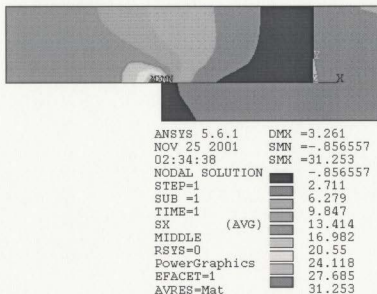 MXMN
X
ANSYS 5.6.1
NOV 25 2001
02:34:38
NODAL SOLUTION
STEP=1
SUB =1
TIME=1
SX (AVG)
MIDDLE
RSYS=0
PowerGraphics
EFACET=1
AVRES=Mat
DMX =3.261
SMN =-.856557
SMX =31.253
-.856557
2.711
6.279
9.847
13.414
16.982
20.55
24.118
27.685
31.253